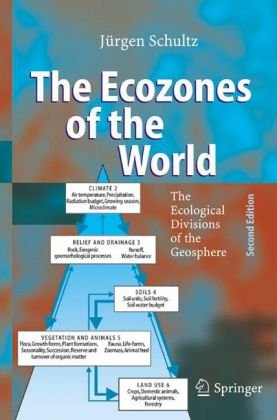 Jürgen Schultz
The Ecozones
of the
World
The
Ecological
Divisions
of the
Geosphere
Second Edition
CLIMATE 2
Air temperature, Precipitation,
Radiation budget, Growing season,
Microclimate
RELIEF AND DRAINAGE 3
Rock, Exogenic
geomorphological processes
Runoff,
Water balance
SOILS 4
Soil units, Soil fertility,
Soil water budget
VEGETATION AND ANIMALS 5
Flora, Growth forms, Plant formations,
Seasonality, Succession, Reserve and
turnover of organic matter
Fauna, Life-forms,
Zoomass, Animal feed
LAND USE 6
Crops, Domestic animals,
Agricultural systems,
Forestry
Springer